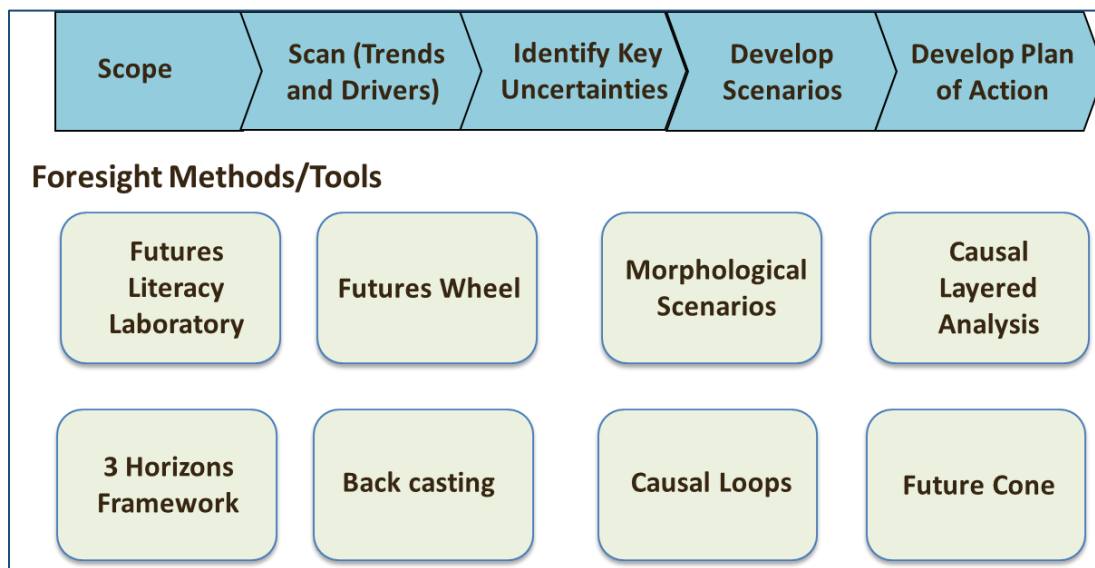 Scope
Scan (Trends
and Drivers)
Identify Key
Uncertainties
Develop
Scenarios
Develop Plan
of Action
Foresight Methods/Tools
Futures
Literacy
Laboratory
Futures Wheel
Morphological
Scenarios
Causal
Layered
Analysis
3 Horizons
Framework
Back casting
Causal Loops
Future Cone